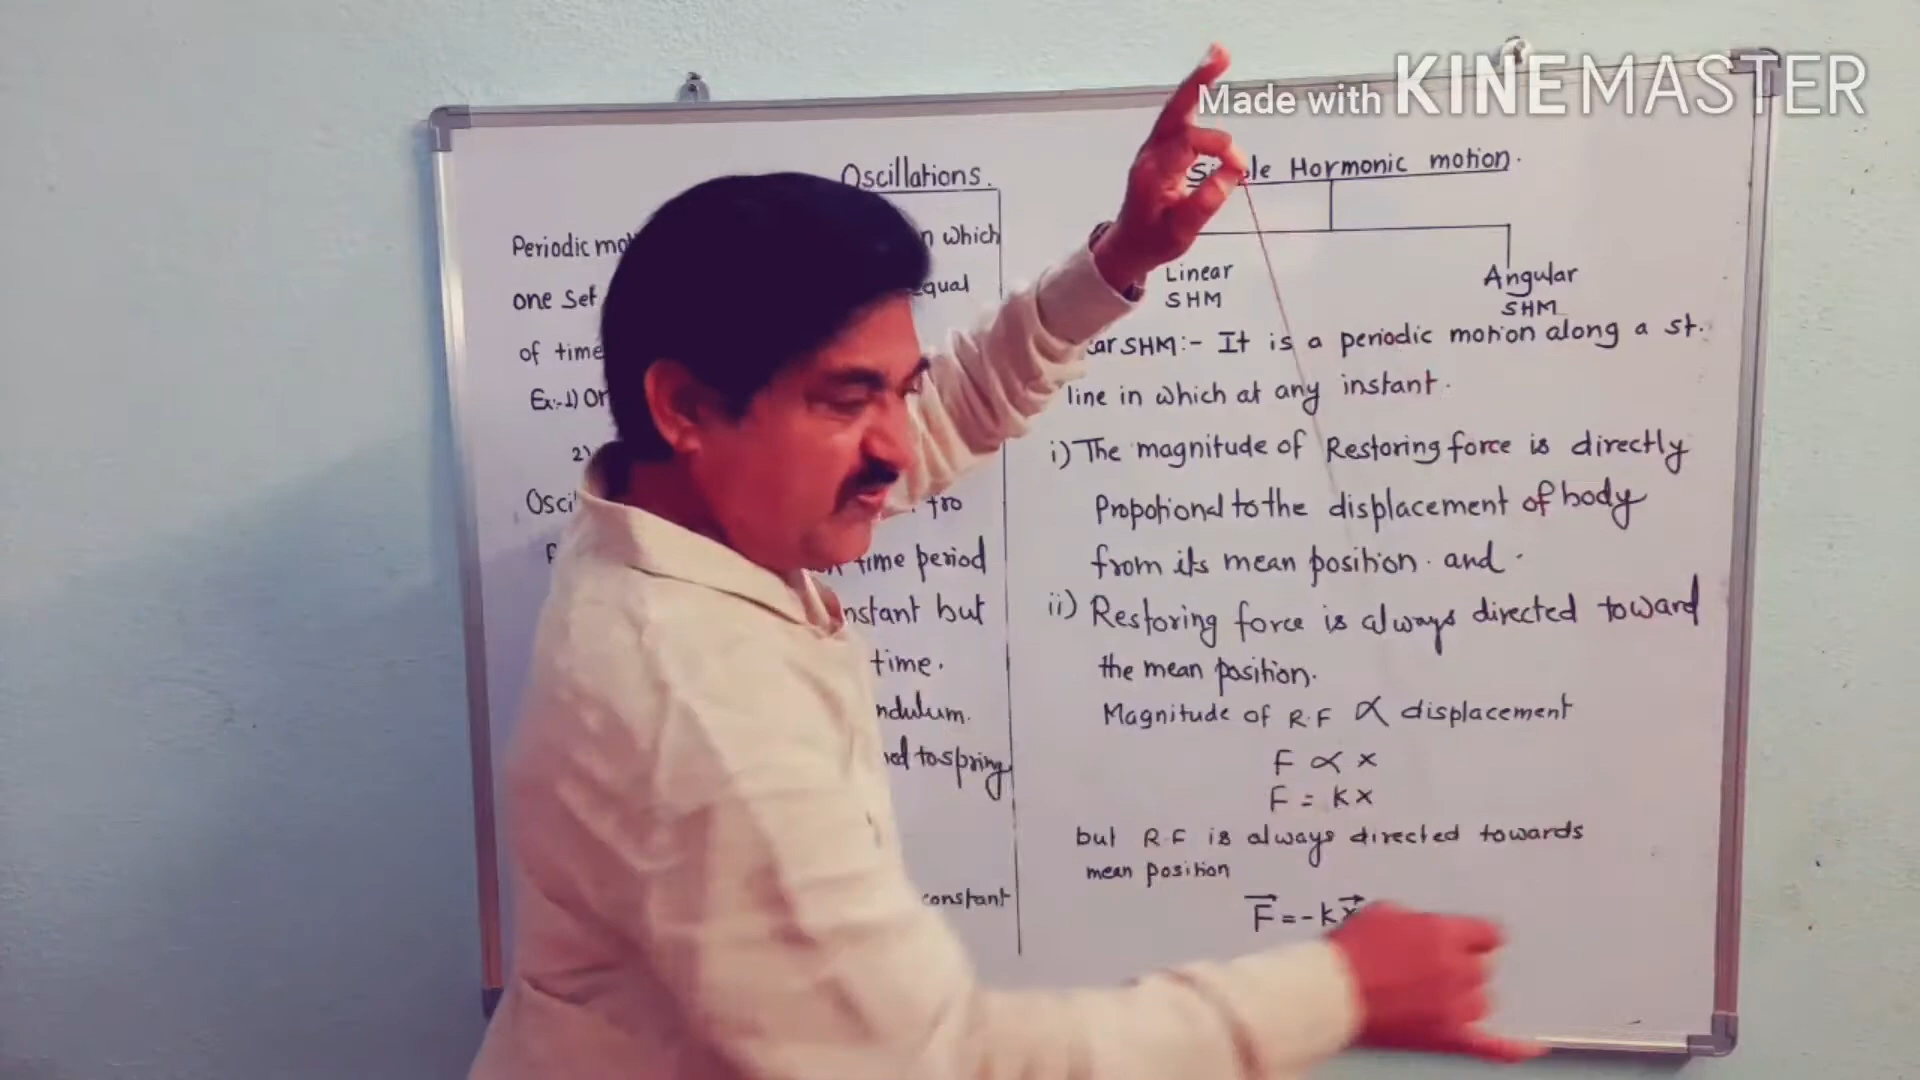 Made with KINEMASTER
Oscillations.
Periodic
n which
one set
qual
of time
Ex:-1) Or
2)
Osci
fro
time period
nstant but
time.
ndulum.
ed to spring
constant
Hormonic motion.
Linear
SHM
Angular
SHM
ar SHM:- It is a periodic motion along a st.
line in which at any instant.
i) The magnitude of Restoring force is directly
Propotional to the displacement of body
from its mean position. and.
ii) Restoring force is always directed toward
the mean position.
Magnitude of R.F ∝ displacement
F ∝ x
F = kx
but R.F is always directed towards
mean position
F⃗ = -kx⃗